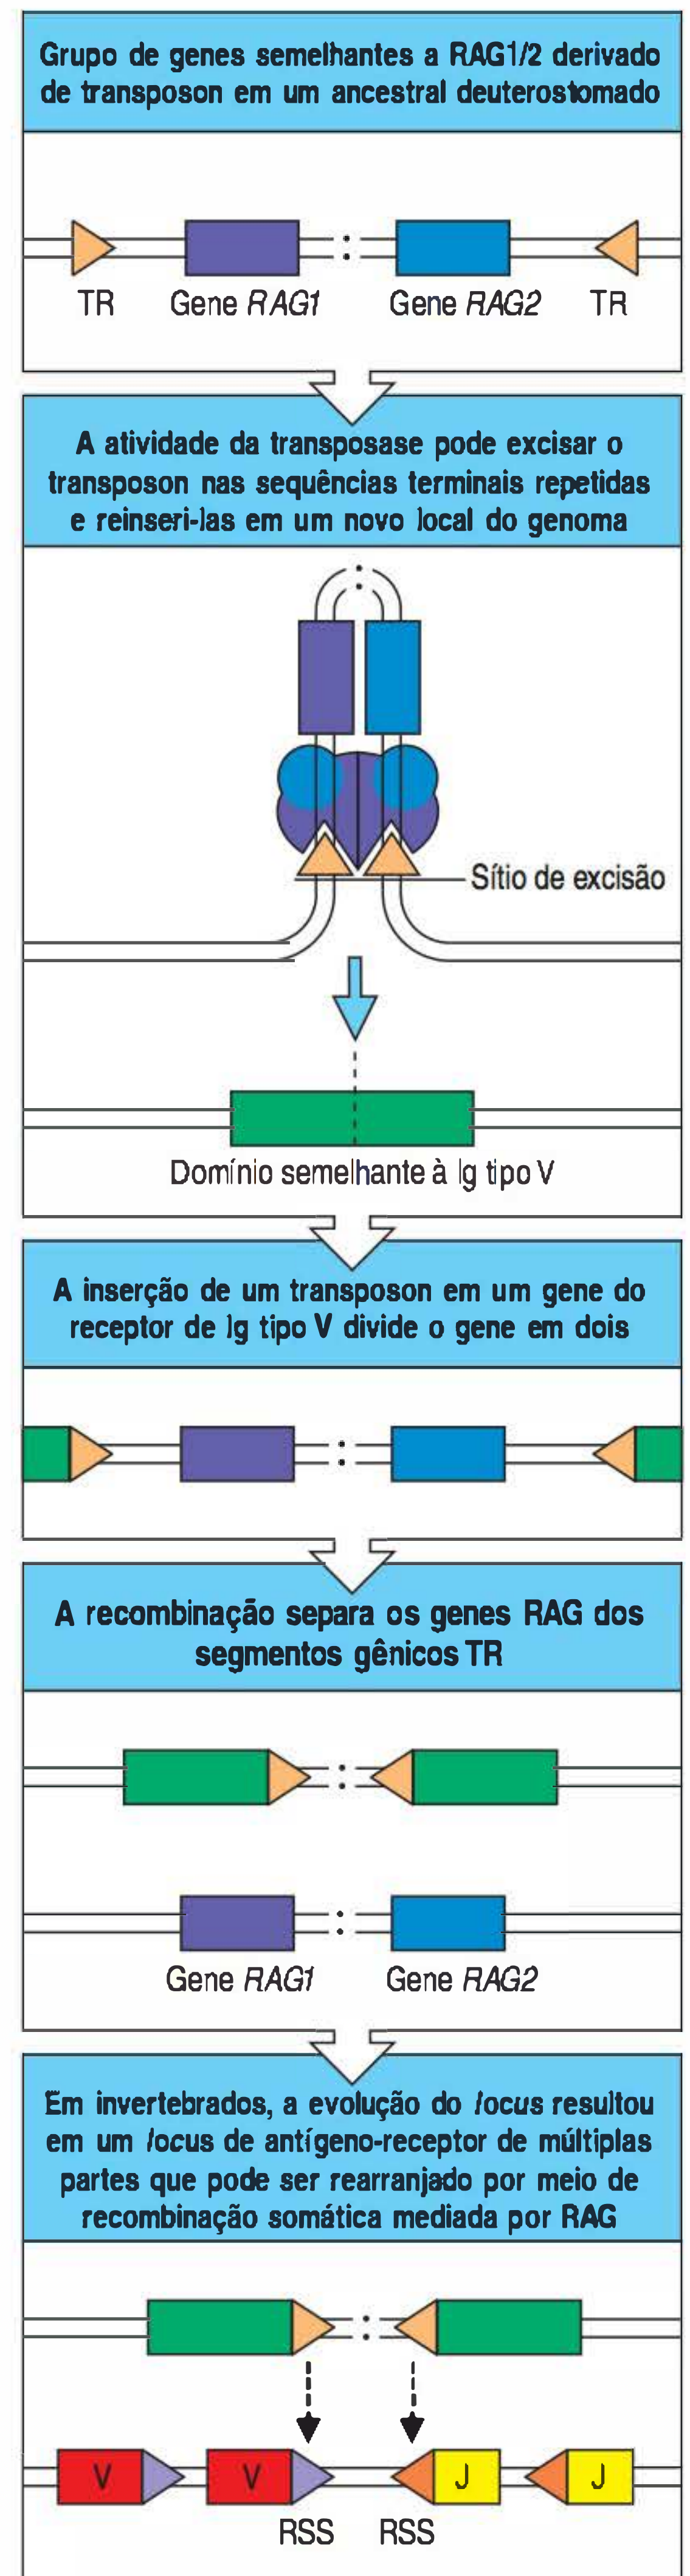 Grupo de genes semelhantes a RAG1/2 derivado
de transposon em um ancestral deuterostomado
TR
Gene RAG1
Gene RAG2
TR
A atividade da transposase pode excisar o
transposon nas sequências terminais repetidas
e reinseri-las em um novo local do genoma
Sítio de excisão
Domínio semelhante à Ig tipo V
A inserção de um transposon em um gene do
receptor de Ig tipo V divide o gene em dois
A recombinação separa os genes RAG dos
segmentos gênicos TR
Gene RAG1
Gene RAG2
Em invertebrados, a evolução do locus resultou
em um locus de antígeno-receptor de múltiplas
partes que pode ser rearranjado por meio de
recombinação somática mediada por RAG
V
V
J
J
RSS
RSS